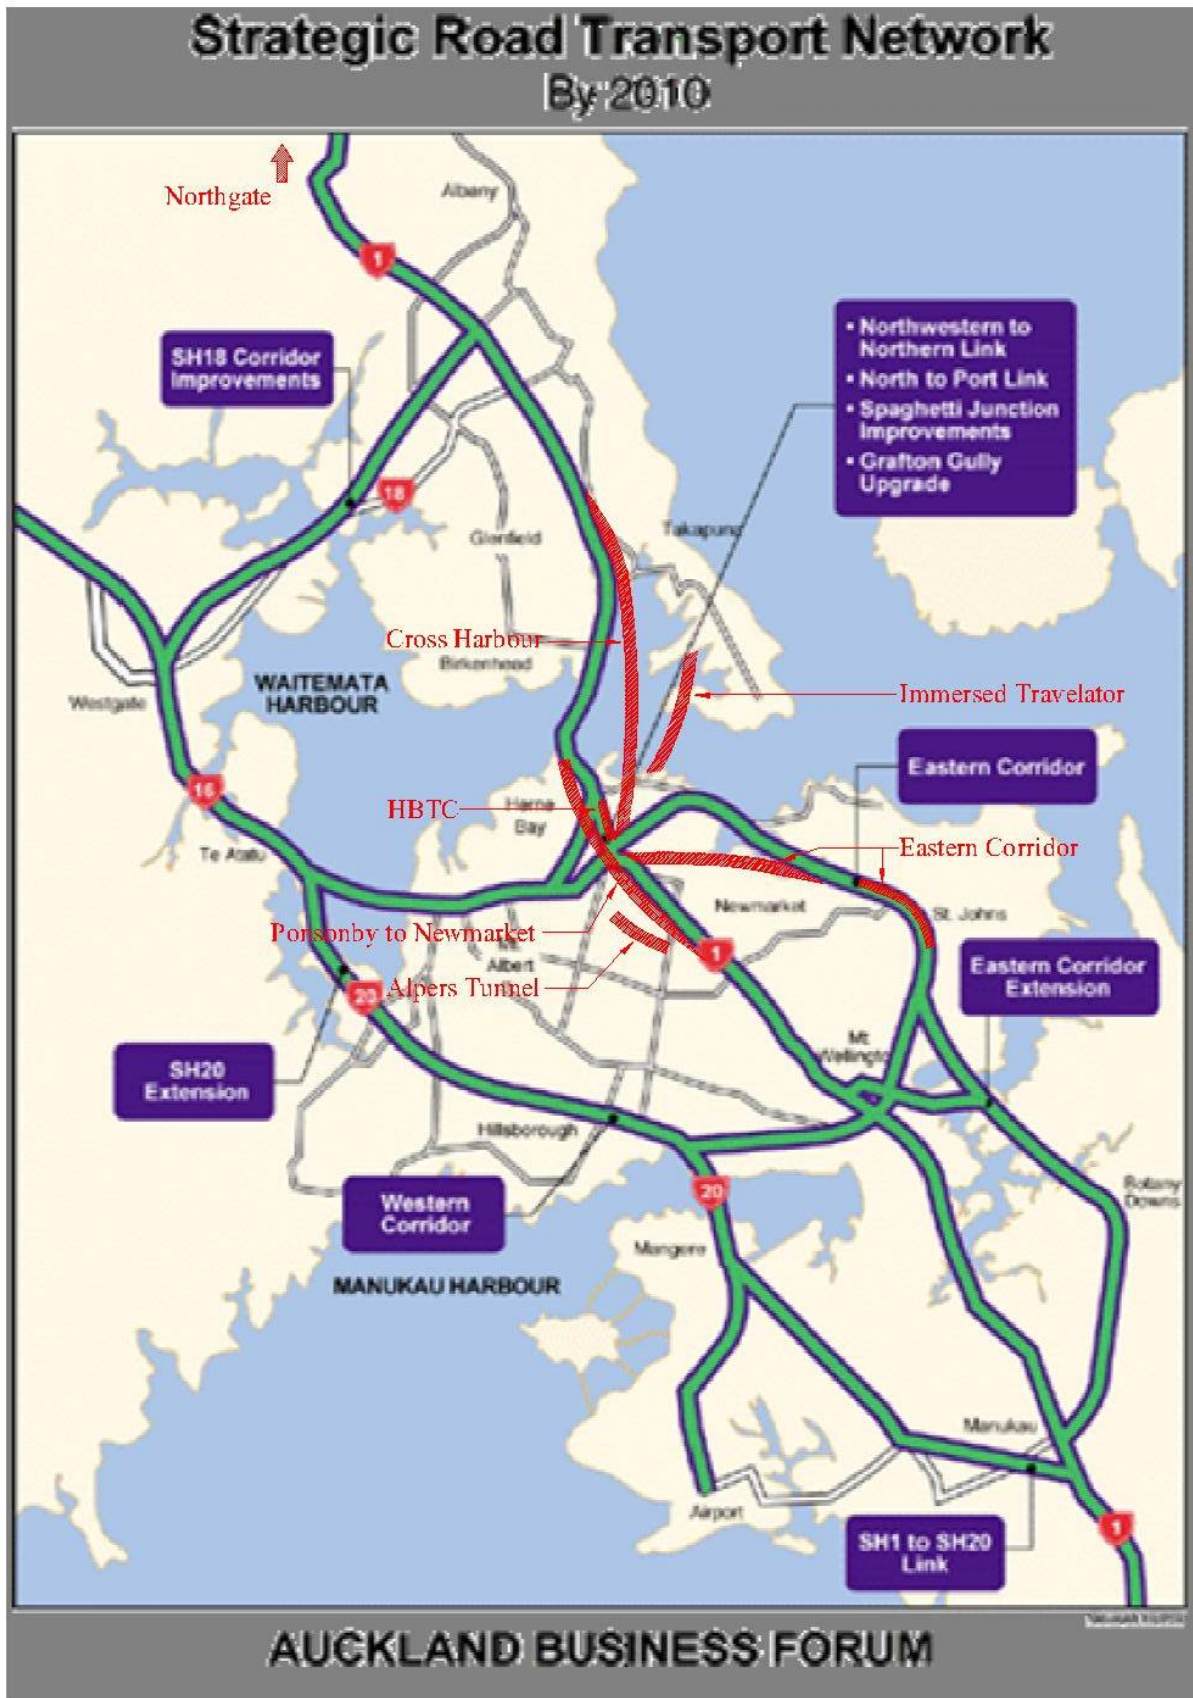 Strategic Road Transport Network
By 2010
Northgate
Albany
1
SH18 Corridor
Improvements
• Northwestern to
Northern Link
• North to Port Link
• Spaghetti Junction
Improvements
• Grafton Gully
Upgrade
18
Glenfield
Takapuna
Cross Harbour
Birkenhead
WAITEMATA
HARBOUR
Immersed Travelator
Westgate
Eastern Corridor
16
HBTC
Herne
Bay
Te Atatu
Eastern Corridor
Newmarket
St. Johns
Ponsonby to Newmarket
Mt.
Albert
1
Eastern Corridor
Extension
20
Alpers Tunnel
Mt
Wellington
SH20
Extension
Hillsborough
Western
Corridor
20
Botany
Downs
Mangere
MANUKAU HARBOUR
Manukau
Airport
SH1 to SH20
Link
1
AUCKLAND BUSINESS FORUM